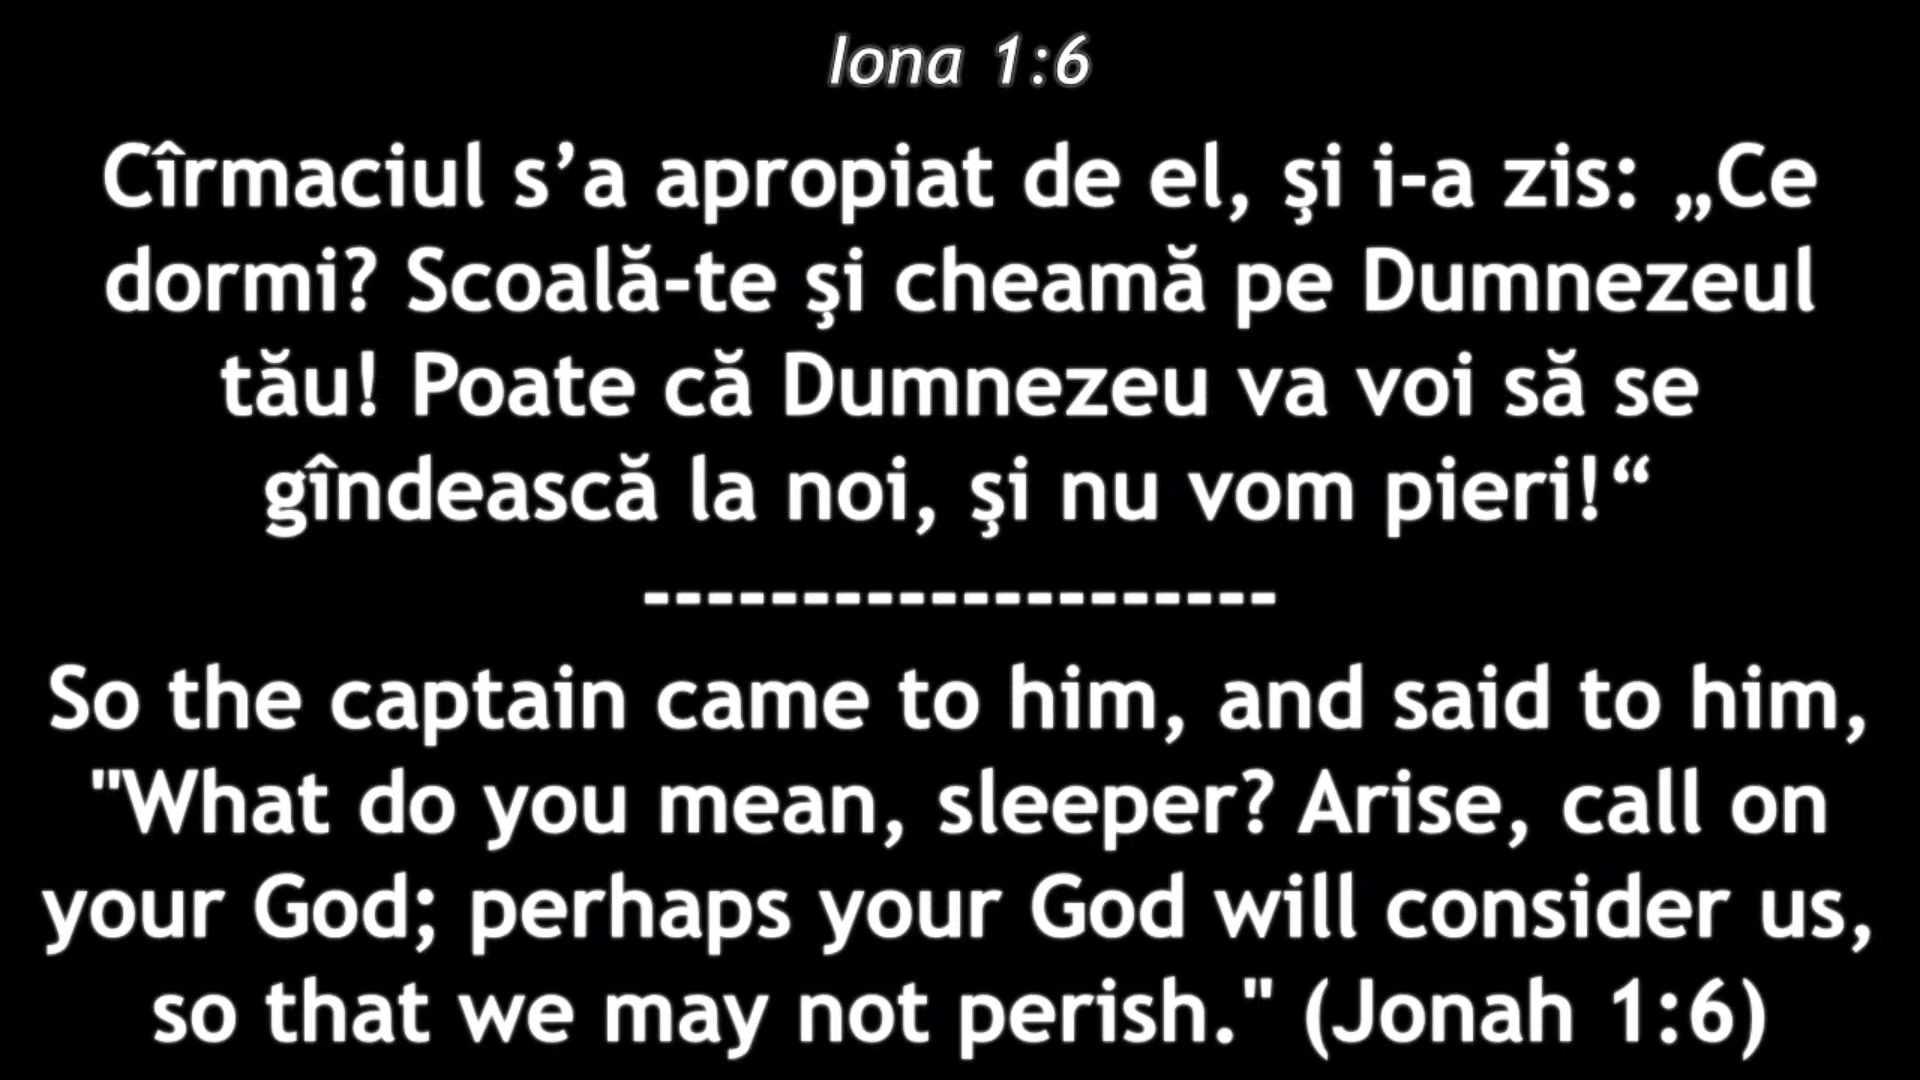 Iona 1:6
Cîrmaciul s’a apropiat de el, şi i-a zis: „Ce
dormi? Scoală-te şi cheamă pe Dumnezeul
tău! Poate că Dumnezeu va voi să se
gîndească la noi, şi nu vom pieri!“
--------------------
So the captain came to him, and said to him,
"What do you mean, sleeper? Arise, call on
your God; perhaps your God will consider us,
so that we may not perish." (Jonah 1:6)